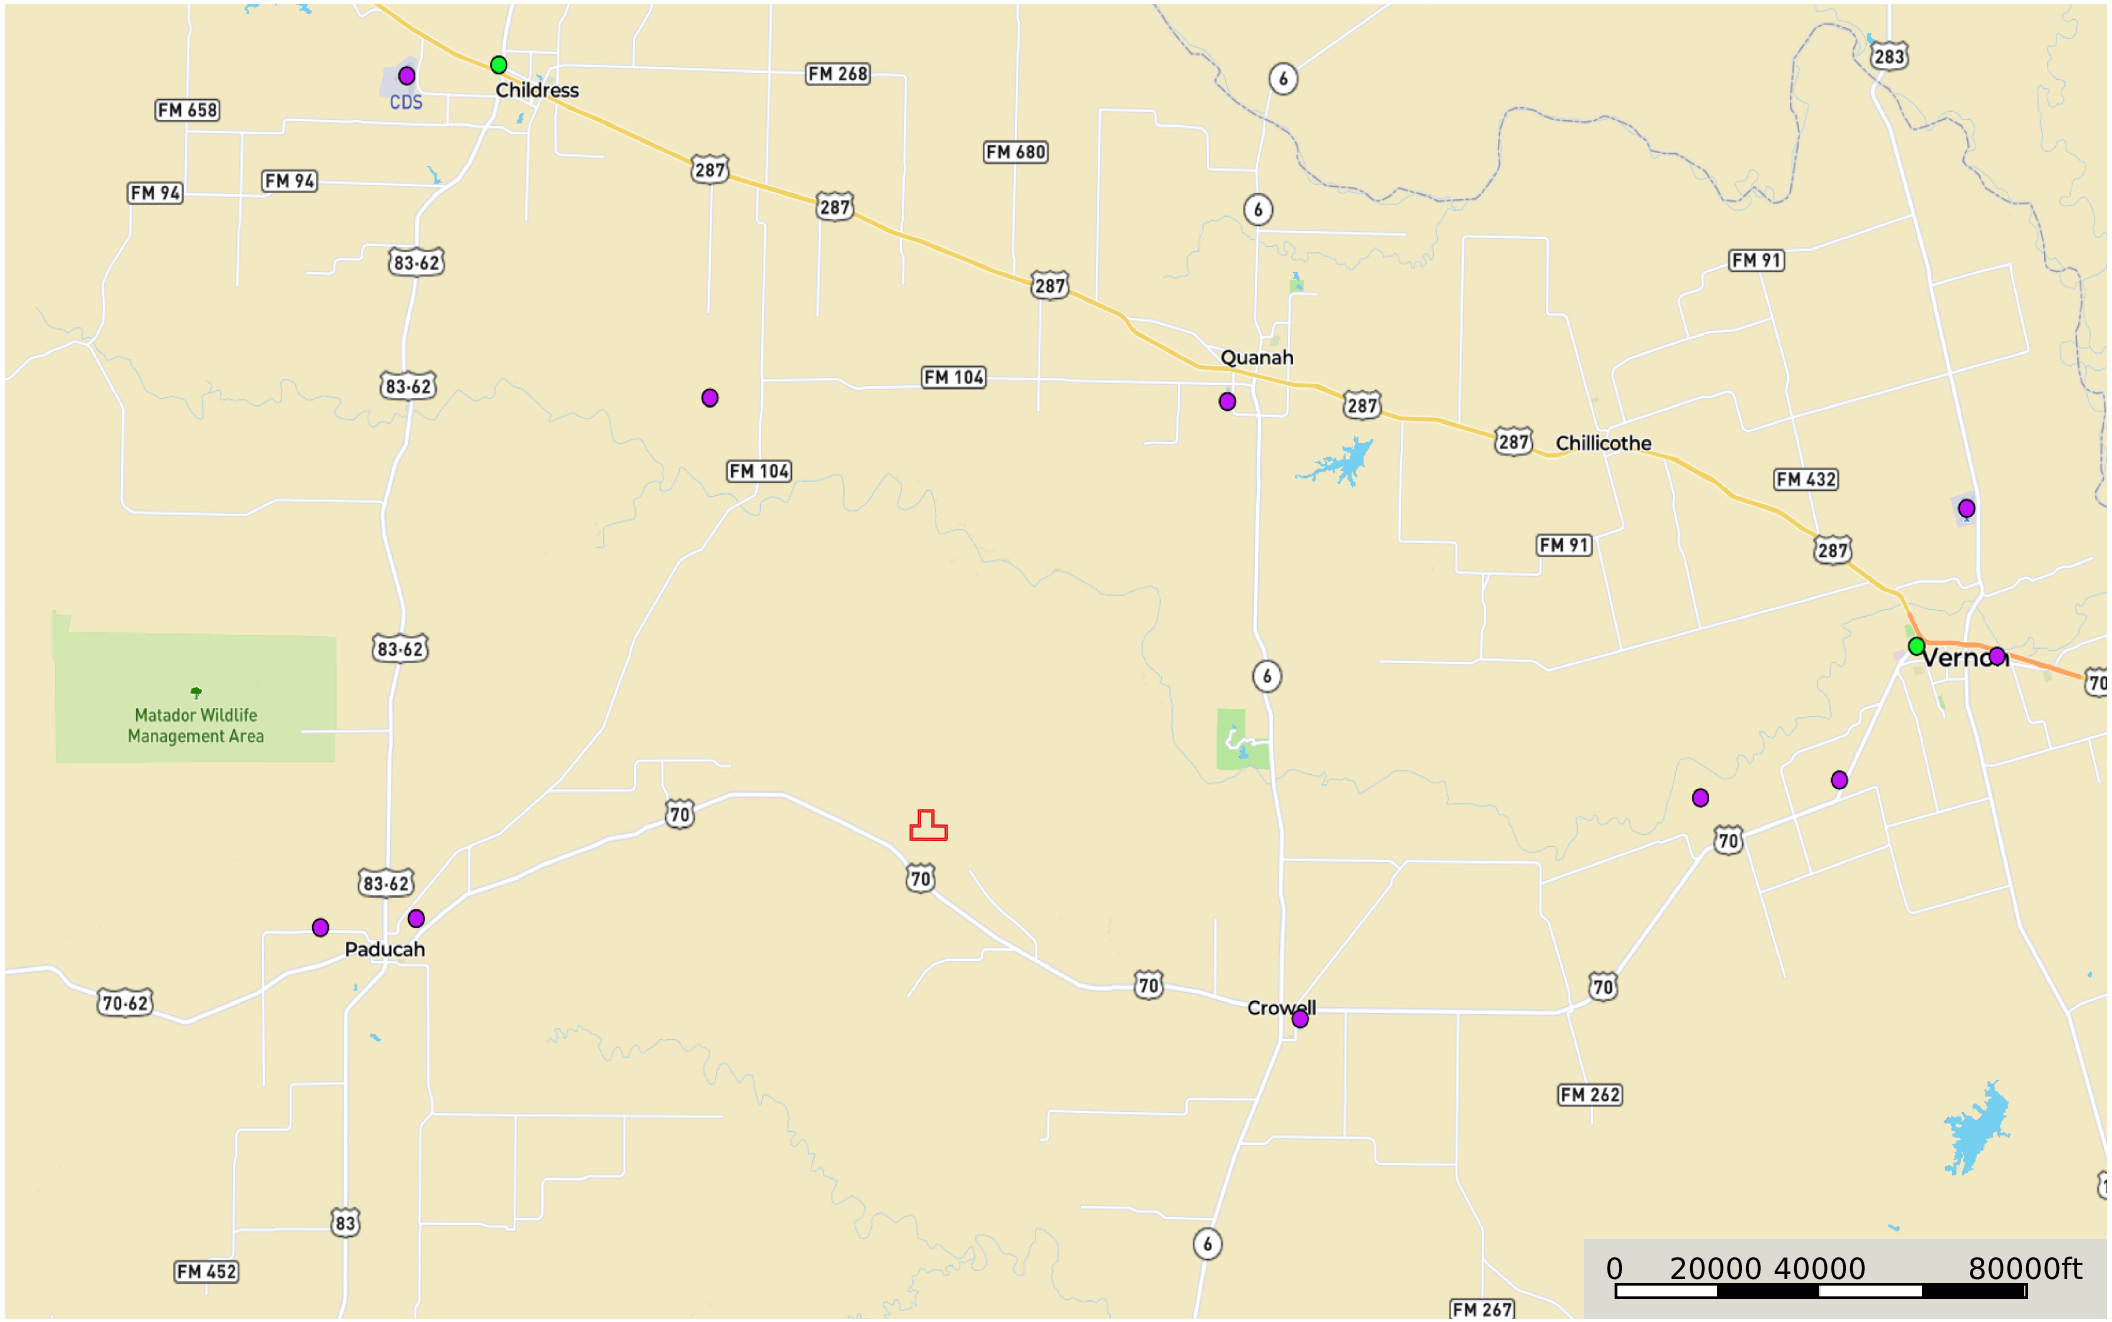 283
6
FM 268
Childress
CDS
FM 658
FM 680
287
FM 94
FM 94
287
6
83·62
FM 91
287
Quanah
FM 104
83·62
287
287
Chillicothe
FM 104
FM 432
FM 91
287
83·62
Vernon
6
70
Matador Wildlife
Management Area
70
70
83·62
70
Paducah
70
70
70·62
Crowell
FM 262
83
6
FM 452
0 20000 40000 80000ft
FM 267